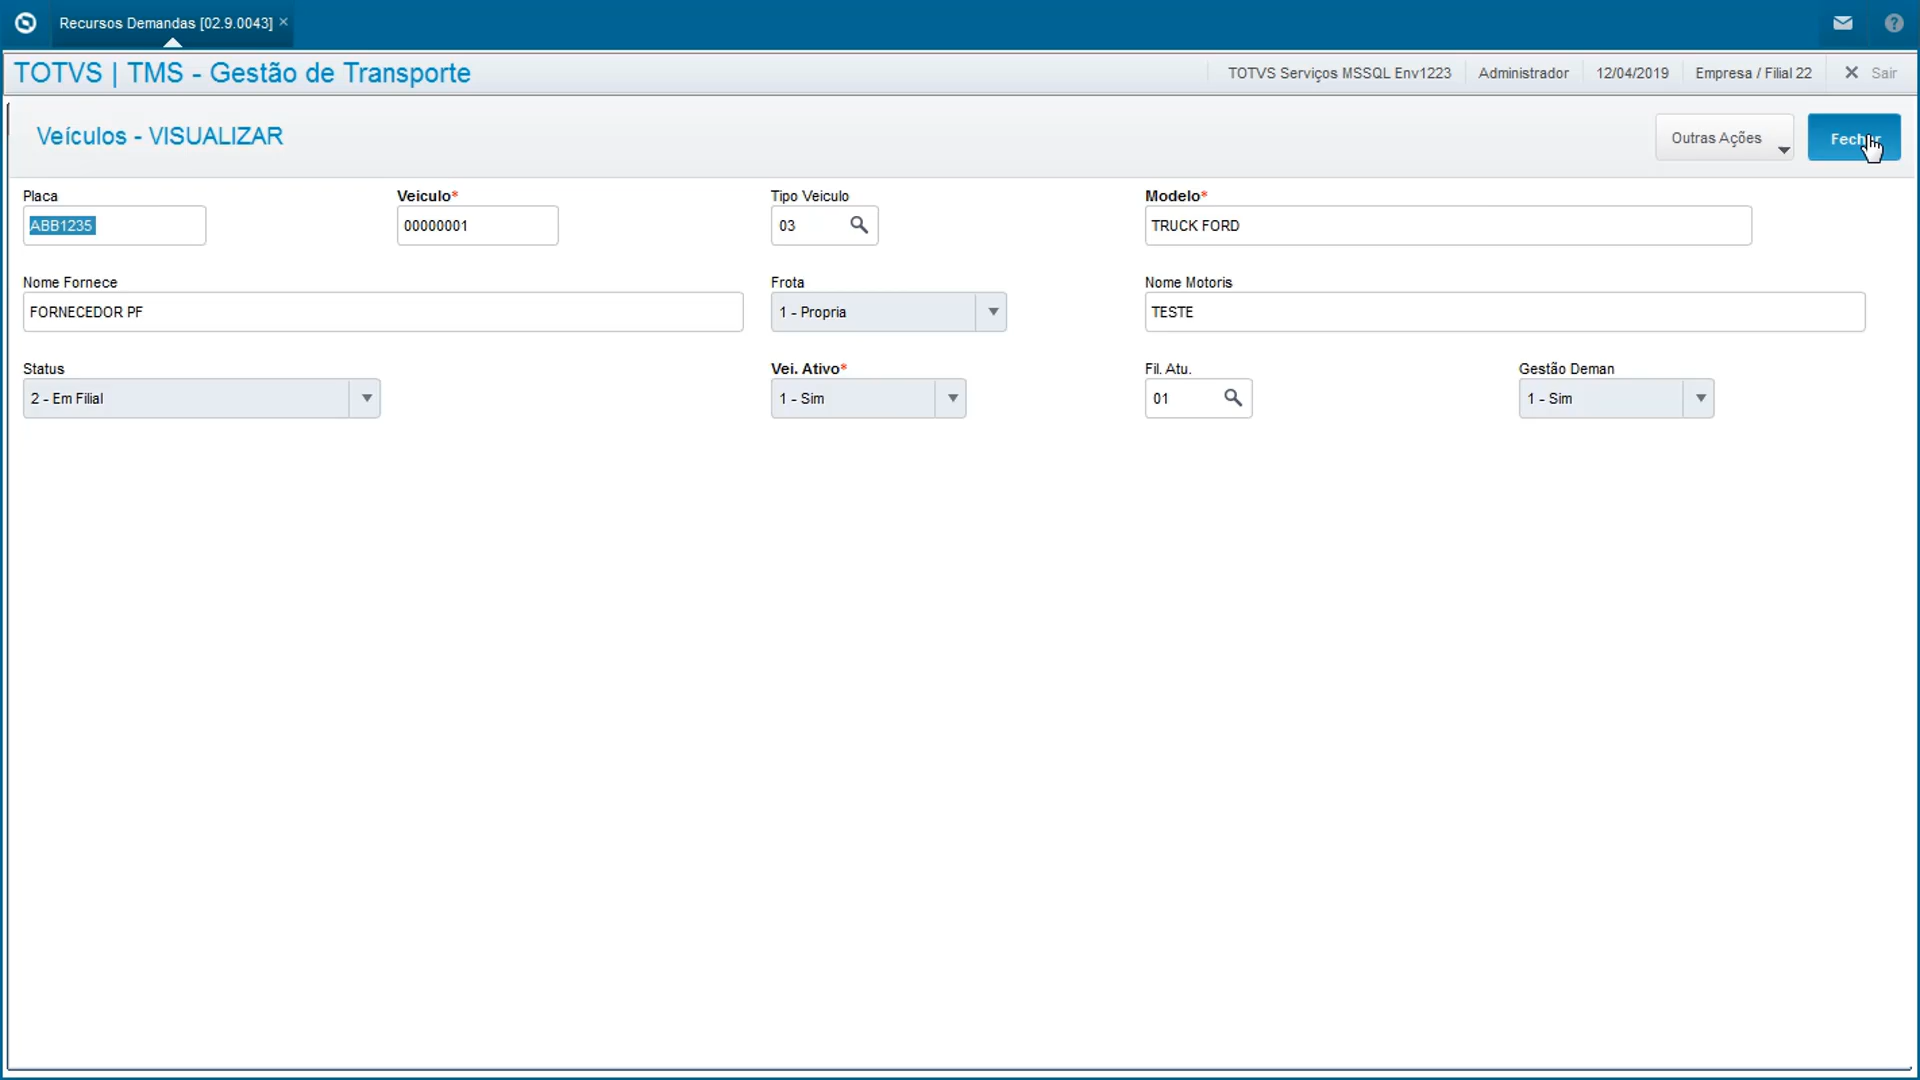 Recursos Demandas [02.9.0043] ×
TOTVS | TMS - Gestão de Transporte
TOTVS Serviços MSSQL Env1223 Administrador 12/04/2019 Empresa / Filial 22 Sair
Veículos - VISUALIZAR
Outras Ações
Fechar
Placa Veiculo* Tipo Veiculo Modelo*
ABB1235 00000001 03 TRUCK FORD
Nome Fornece Frota Nome Motoris
FORNECEDOR PF 1 - Propria TESTE
Status Vei. Ativo* Fil. Atu. Gestão Deman
2 - Em Filial 1 - Sim 01 1 - Sim